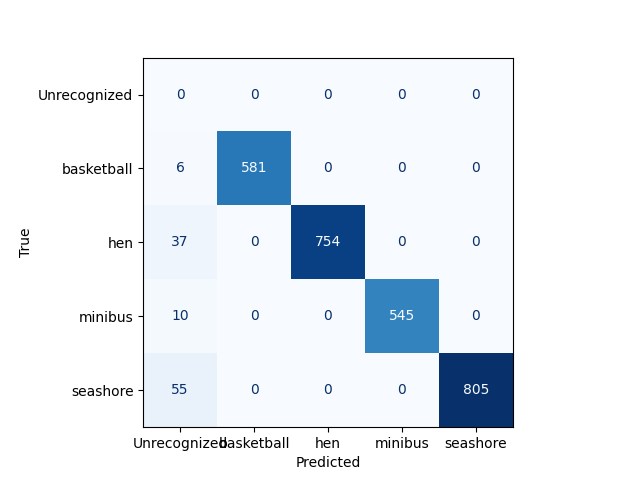 Unrecognized 0 0 0 0 0
basketball 6 581 0 0 0
hen 37 0 754 0 0
True
minibus 10 0 0 545 0
seashore 55 0 0 0 805
Unrecognized basketball hen minibus seashore
Predicted